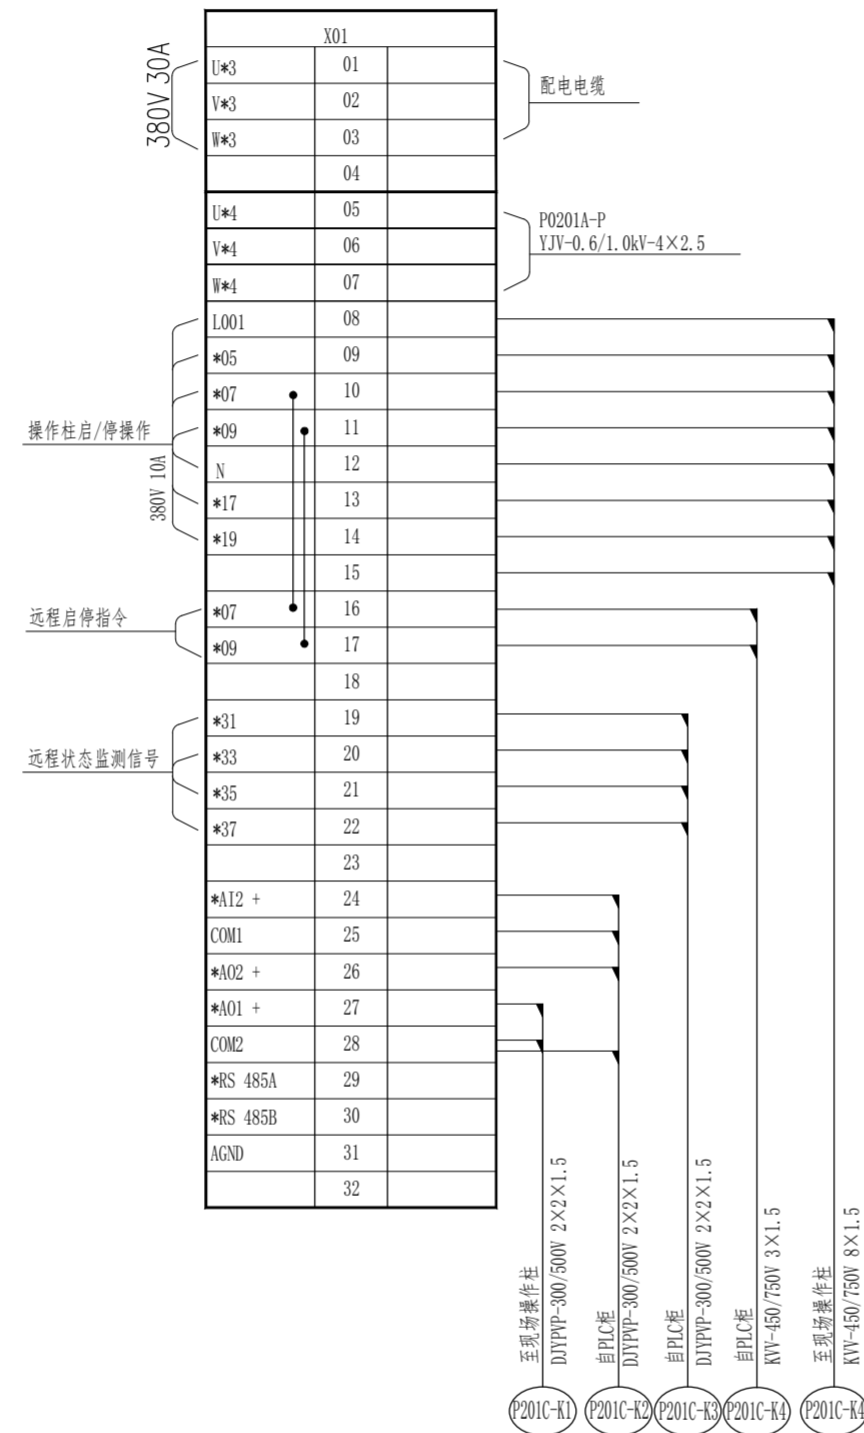 X01
380V 30A
U*3 01
V*3 02
W*3 03
04
配电电缆
U*4 05
V*4 06
W*4 07
P0201A-P
YJV-0.6/1.0kV-4×2.5
L001 08
*05 09
*07 10
*09 11
N 12
*17 13
*19 14
15
操作柱启/停操作
380V 10A
*07 16
*09 17
18
远程启停指令
*31 19
*33 20
*35 21
*37 22
23
远程状态监测信号
*AI2 + 24
COM1 25
*AO2 + 26
*AO1 + 27
COM2 28
*RS 485A 29
*RS 485B 30
AGND 31
32
至现场操作柱
DJYPVP-300/500V 2×2×1.5
P201C-K1
自PLC柜
DJYPVP-300/500V 2×2×1.5
P201C-K2
自PLC柜
DJYPVP-300/500V 2×2×1.5
P201C-K3
自PLC柜
KVV-450/750V 3×1.5
P201C-K4
至现场操作柱
KVV-450/750V 8×1.5
P201C-K4